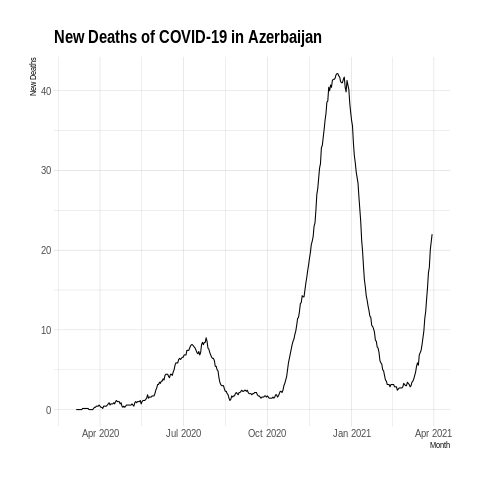 New Deaths of COVID-19 in Azerbaijan
New Deaths
40
30
20
10
0
Apr 2020 Jul 2020 Oct 2020 Jan 2021 Apr 2021
Month